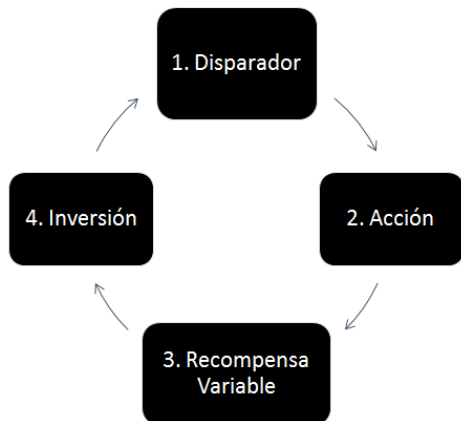 1. Disparador
2. Acción
3. Recompensa
Variable
4. Inversión